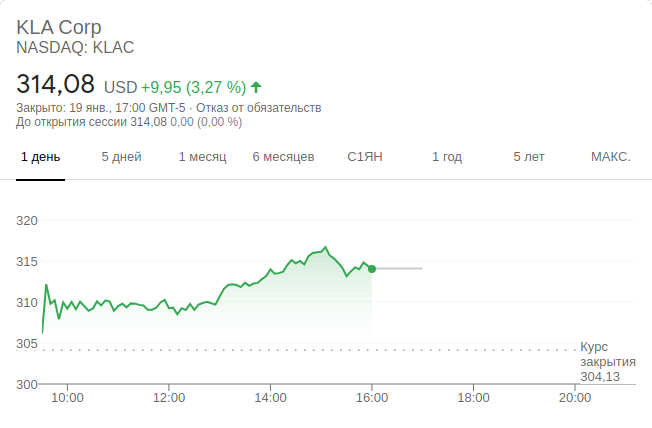 KLA Corp
NASDAQ: KLAC
314,08 USD +9,95 (3,27 %)
Закрыто: 19 янв., 17:00 GMT-5 · Отказ от обязательств
До открытия сессии 314,08 0,00 (0,00 %)
1 день 5 дней 1 месяц 6 месяцев С1ЯН 1 год 5 лет МАКС.
320
315
310
305
300
Курс
закрытия
304,13
10:00 12:00 14:00 16:00 18:00 20:00